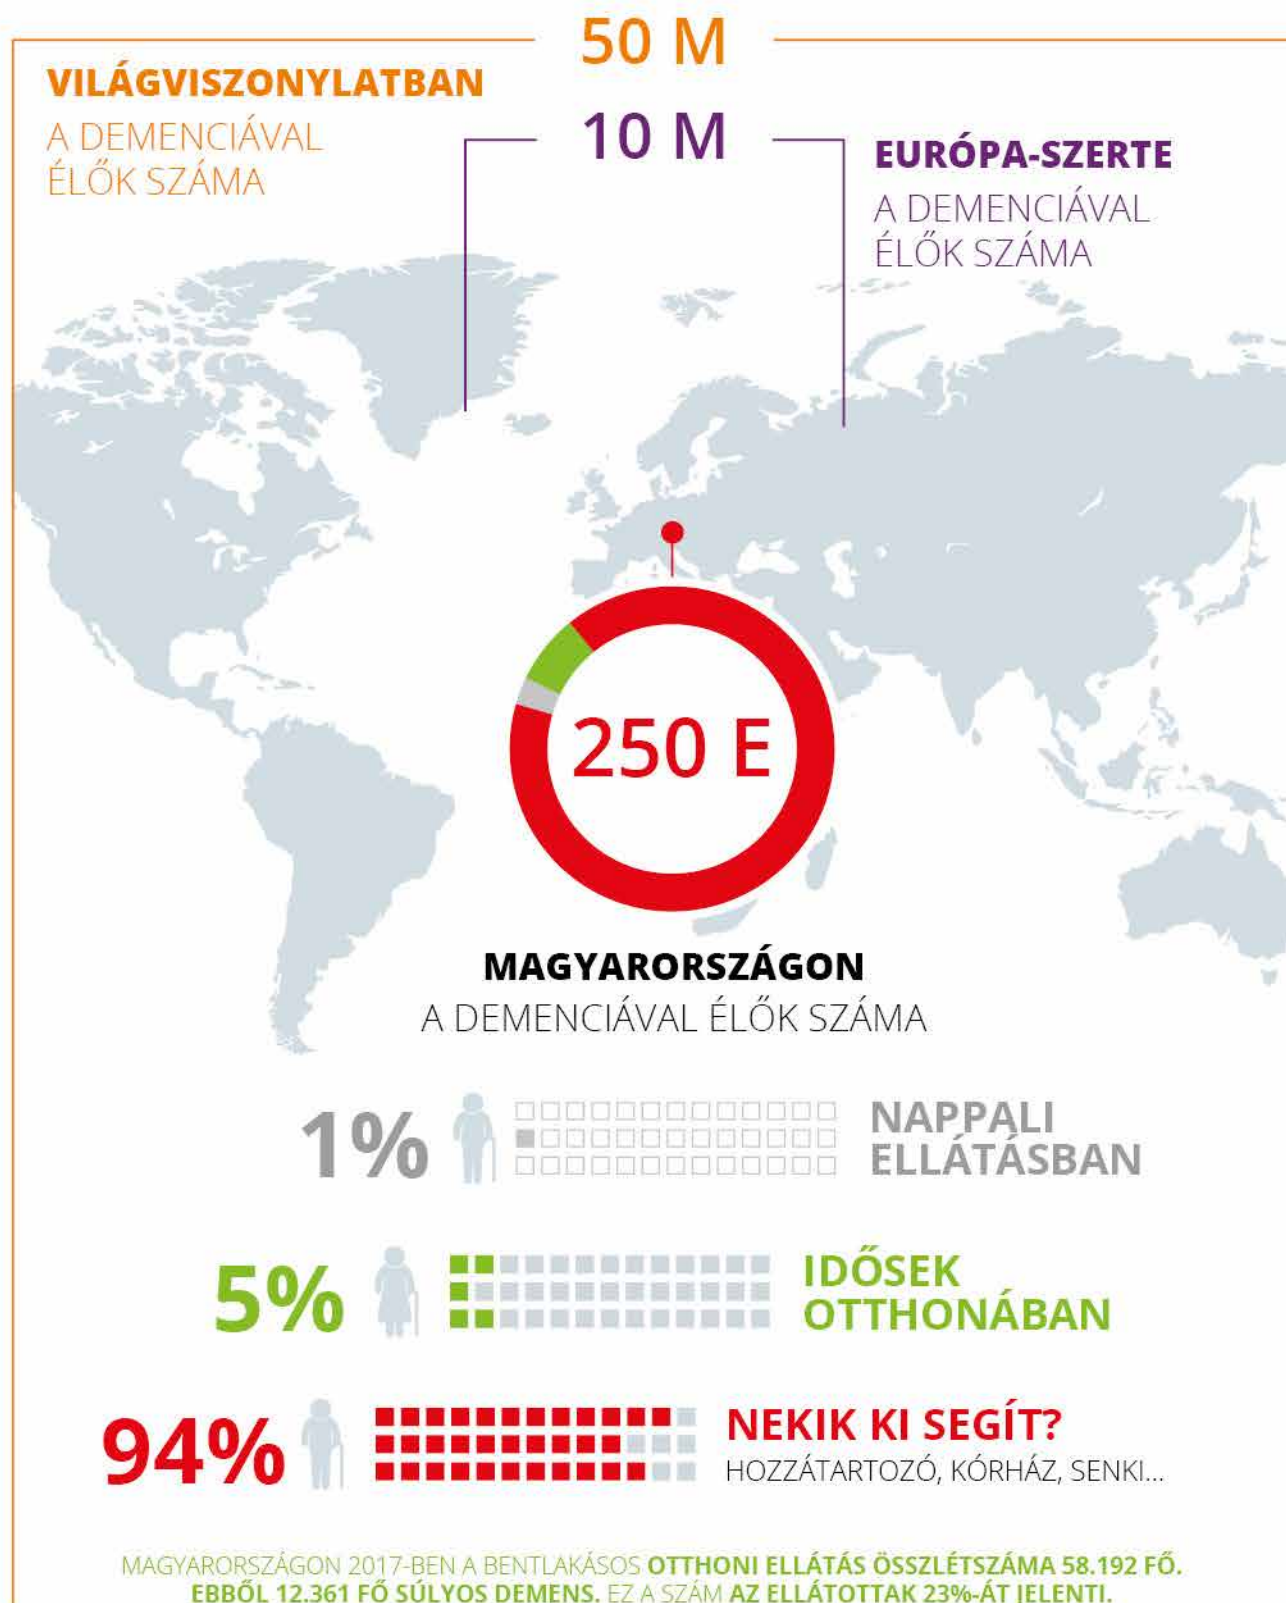 50 M
VILÁGVISZONYLATBAN
A DEMENCIÁVAL
ÉLŐK SZÁMA
10 M
EURÓPA-SZERTE
A DEMENCIÁVAL
ÉLŐK SZÁMA
250 E
MAGYARORSZÁGON
A DEMENCIÁVAL ÉLŐK SZÁMA
1%
NAPPALI
ELLÁTÁSBAN
5%
IDŐSEK
OTTHONÁBAN
94%
NEKIK KI SEGÍT?
HOZZÁTARTOZÓ, KÓRHÁZ, SENKI...
MAGYARORSZÁGON 2017-BEN A BENTLAKÁSOS OTTHONI ELLÁTÁS ÖSSZLÉTSZÁMA 58.192 FŐ.
EBBŐL 12.361 FŐ SÚLYOS DEMENS. EZ A SZÁM AZ ELLÁTOTTAK 23%-ÁT JELENTI.